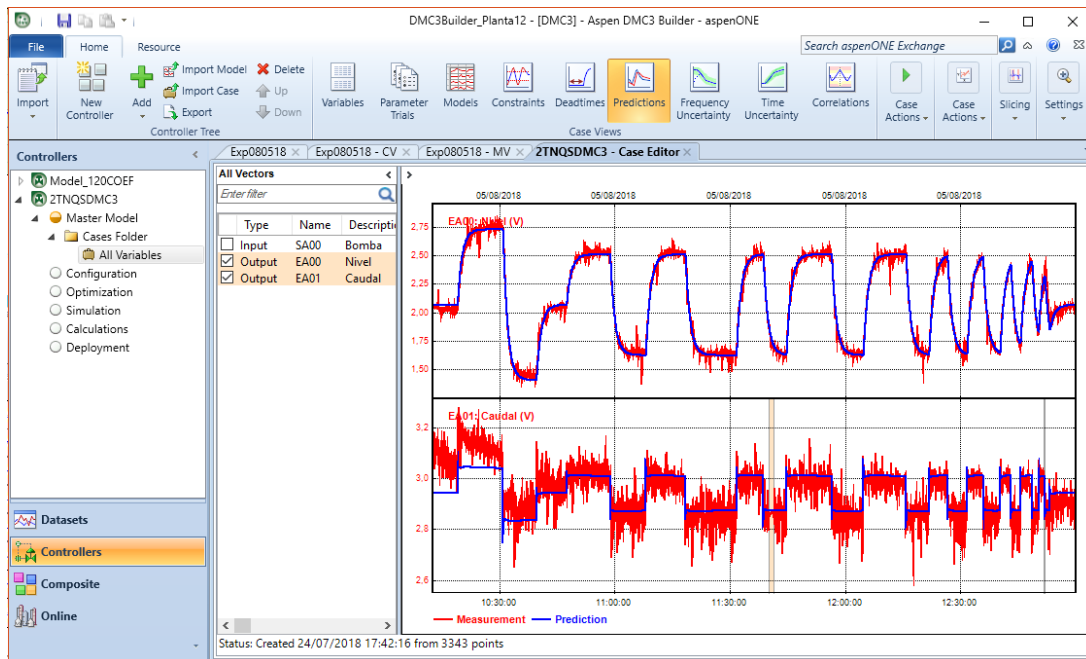 DMC3Builder_Planta12 - [DMC3] - Aspen DMC3 Builder - aspenONE
File Home Resource Search aspenONE Exchange
Import
New Controller
Add
Import Model
Import Case
Export
Delete
Up
Down
Controller Tree
Variables
Parameter Trials
Models
Constraints
Deadtimes
Predictions
Frequency Uncertainty
Time Uncertainty
Correlations
Case Views
Case Actions
Case Actions
Slicing
Settings
Controllers
Model_120COEF
2TNQSDMC3
Master Model
Cases Folder
All Variables
Configuration
Optimization
Simulation
Calculations
Deployment
Datasets
Controllers
Composite
Online
Exp080518 Exp080518 - CV Exp080518 - MV 2TNQSDMC3 - Case Editor
All Vectors
Enter filter
Type Name Descripti
Input SA00 Bomba
Output EA00 Nivel
Output EA01 Caudal
05/08/2018 05/08/2018 05/08/2018 05/08/2018 05/08/2018
EA00: Nivel (V)
2,75
2,50
2,25
2,00
1,75
1,50
EA01: Caudal (V)
3,2
3,0
2,8
2,6
10:30:00 11:00:00 11:30:00 12:00:00 12:30:00
Measurement Prediction
Status: Created 24/07/2018 17:42:16 from 3343 points